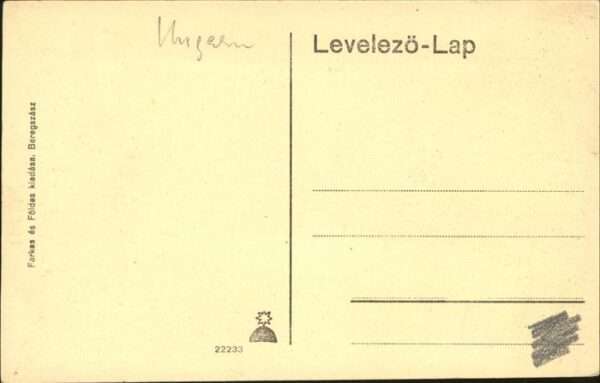 Ungarn
Levelező-Lap
Farkas és Földes kiadása, Beregszász
22233